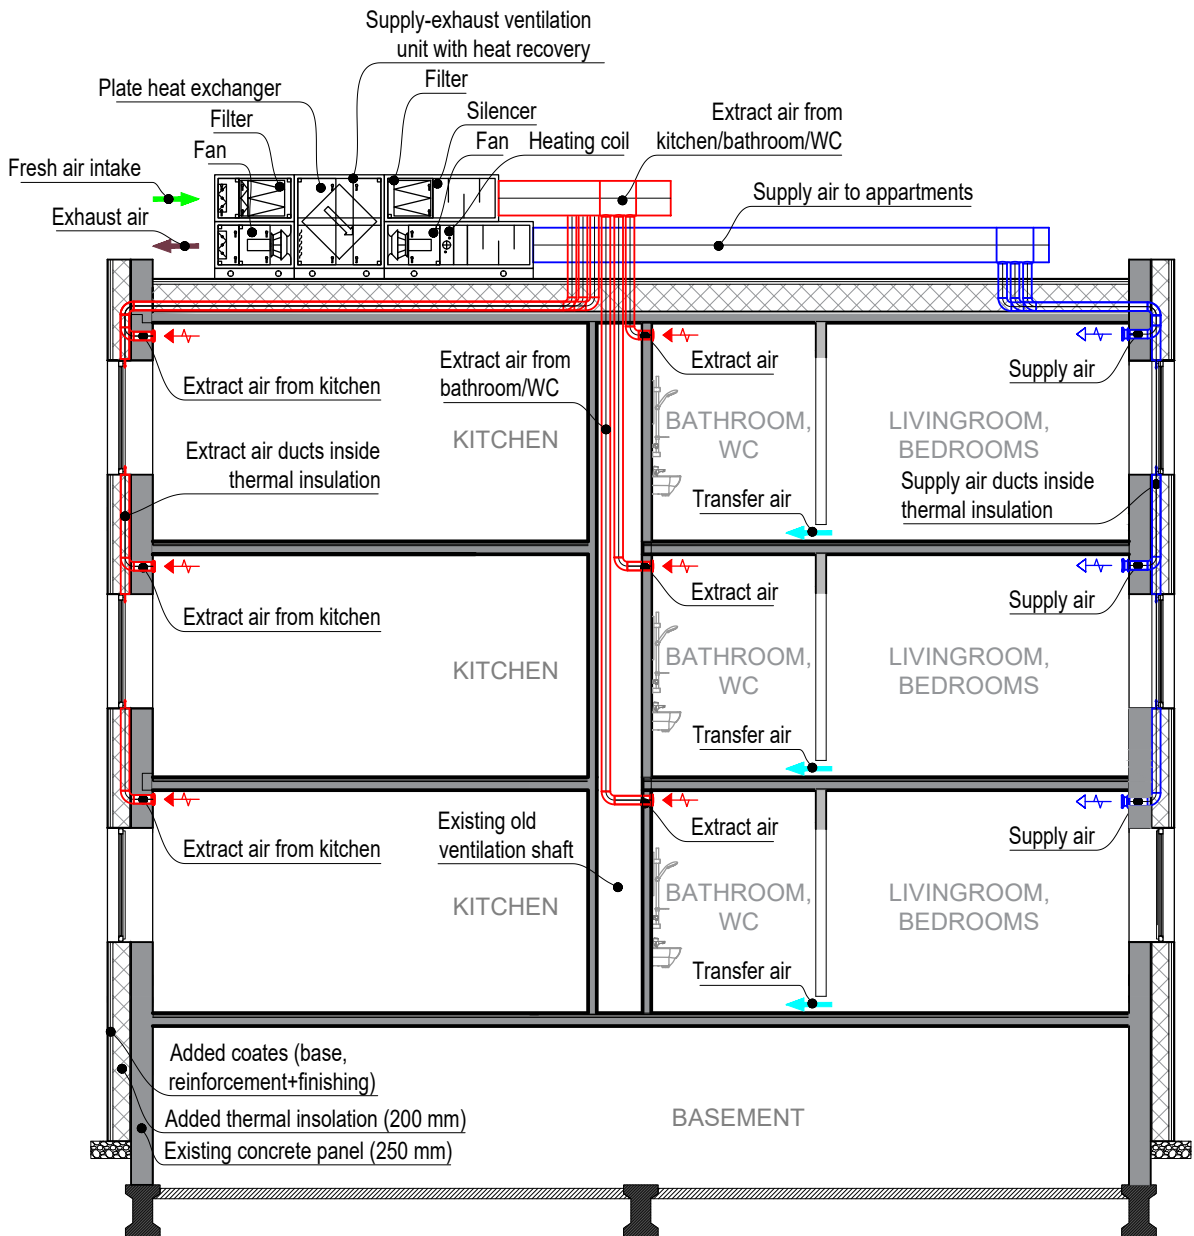 Supply-exhaust ventilation
unit with heat recovery
Plate heat exchanger
Filter
Filter
Silencer
Extract air from
kitchen/bathroom/WC
Fan
Fan
Heating coil
Fresh air intake
Supply air to appartments
Exhaust air
Extract air from kitchen
Extract air from
bathroom/WC
Extract air
Supply air
KITCHEN
BATHROOM,
WC
LIVINGROOM,
BEDROOMS
Extract air ducts inside
thermal insulation
Transfer air
Supply air ducts inside
thermal insulation
Extract air from kitchen
Extract air
Supply air
KITCHEN
BATHROOM,
WC
LIVINGROOM,
BEDROOMS
Transfer air
Extract air from kitchen
Existing old
ventilation shaft
Extract air
Supply air
KITCHEN
BATHROOM,
WC
LIVINGROOM,
BEDROOMS
Transfer air
Added coates (base,
reinforcement+finishing)
Added thermal insolation (200 mm)
Existing concrete panel (250 mm)
BASEMENT